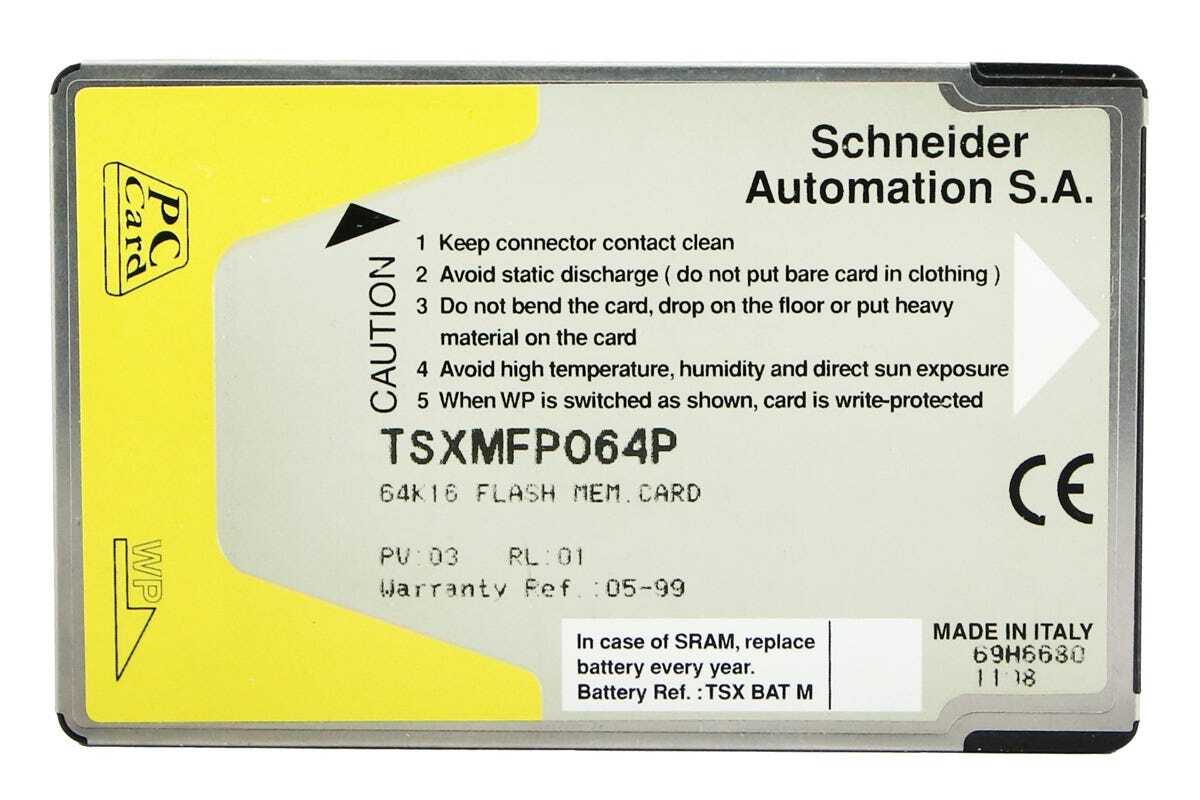 PC
Card
Schneider
Automation S.A.
CAUTION
1 Keep connector contact clean
2 Avoid static discharge ( do not put bare card in clothing )
3 Do not bend the card, drop on the floor or put heavy
material on the card
4 Avoid high temperature, humidity and direct sun exposure
5 When WP is switched as shown, card is write-protected
TSXMFP064P
64K16 FLASH MEM.CARD
CE
PV:03 RL:01
Warranty Ref.:05-99
WP
In case of SRAM, replace
battery every year.
Battery Ref. : TSX BAT M
MADE IN ITALY
69H6680